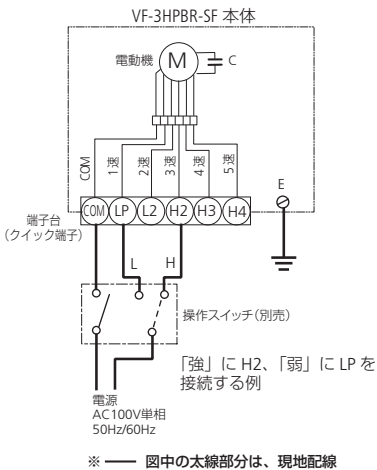 VF-3HPBR-SF 本体
電動機
M
C
COM
1速
2速
3速
4速
5速
E
COM
LP
L2
H2
H3
H4
端子台
(クイック端子)
L
H
操作スイッチ(別売)
「強」に H2、「弱」に LP を
接続する例
電源
AC100V単相
50Hz/60Hz
※ ── 図中の太線部分は、現地配線